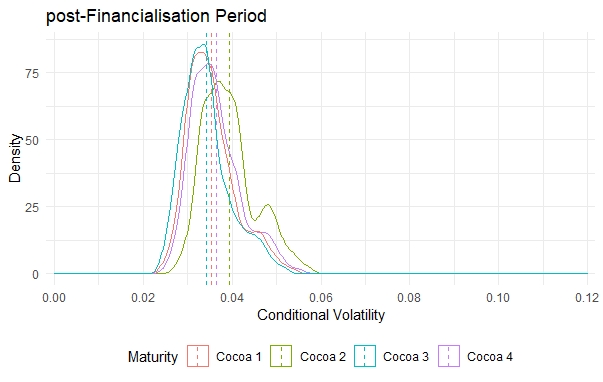 post-Financialisation Period
Density
75
50
25
0
0.00 0.02 0.04 0.06 0.08 0.10 0.12
Conditional Volatility
Maturity Cocoa 1 Cocoa 2 Cocoa 3 Cocoa 4